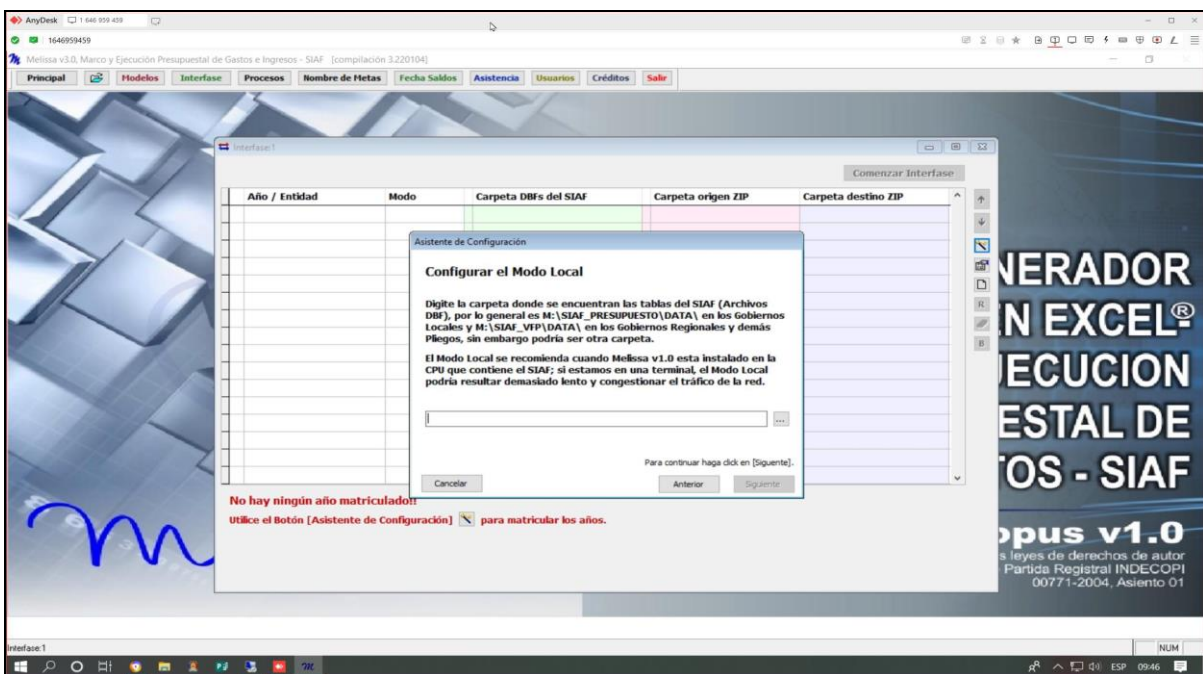 AnyDesk 1 646 959 459
1646959459
Melissa v3.0, Marco y Ejecución Presupuestal de Gastos e Ingresos - SIAF [compilación 3.220104]
Principal Modelos Interfase Procesos Nombre de Metas Fecha Saldos Asistencia Usuarios Créditos Salir
Interfase:1
Comenzar Interfase
Año / Entidad Modo Carpeta DBFs del SIAF Carpeta origen ZIP Carpeta destino ZIP
Asistente de Configuración
Configurar el Modo Local
Digite la carpeta donde se encuentran las tablas del SIAF (Archivos
DBF), por lo general es M:\SIAF_PRESUPUESTO\DATA\ en los Gobiernos
Locales y M:\SIAF_VFP\DATA\ en los Gobiernos Regionales y demás
Pliegos, sin embargo podría ser otra carpeta.
El Modo Local se recomienda cuando Melissa v1.0 esta instalado en la
CPU que contiene el SIAF; si estamos en una terminal, el Modo Local
podría resultar demasiado lento y congestionar el tráfico de la red.
...
Para continuar haga click en [Siguente].
Cancelar Anterior Siguiente
R
B
No hay ningún año matriculado!!
Utilice el Botón [Asistente de Configuración] para matricular los años.
NERADOR
N EXCEL®
JECUCION
ESTAL DE
TOS - SIAF
opus v1.0
s leyes de derechos de autor
Partida Registral INDECOPI
00771-2004, Asiento 01
Interfase:1 NUM
ESP 09:46